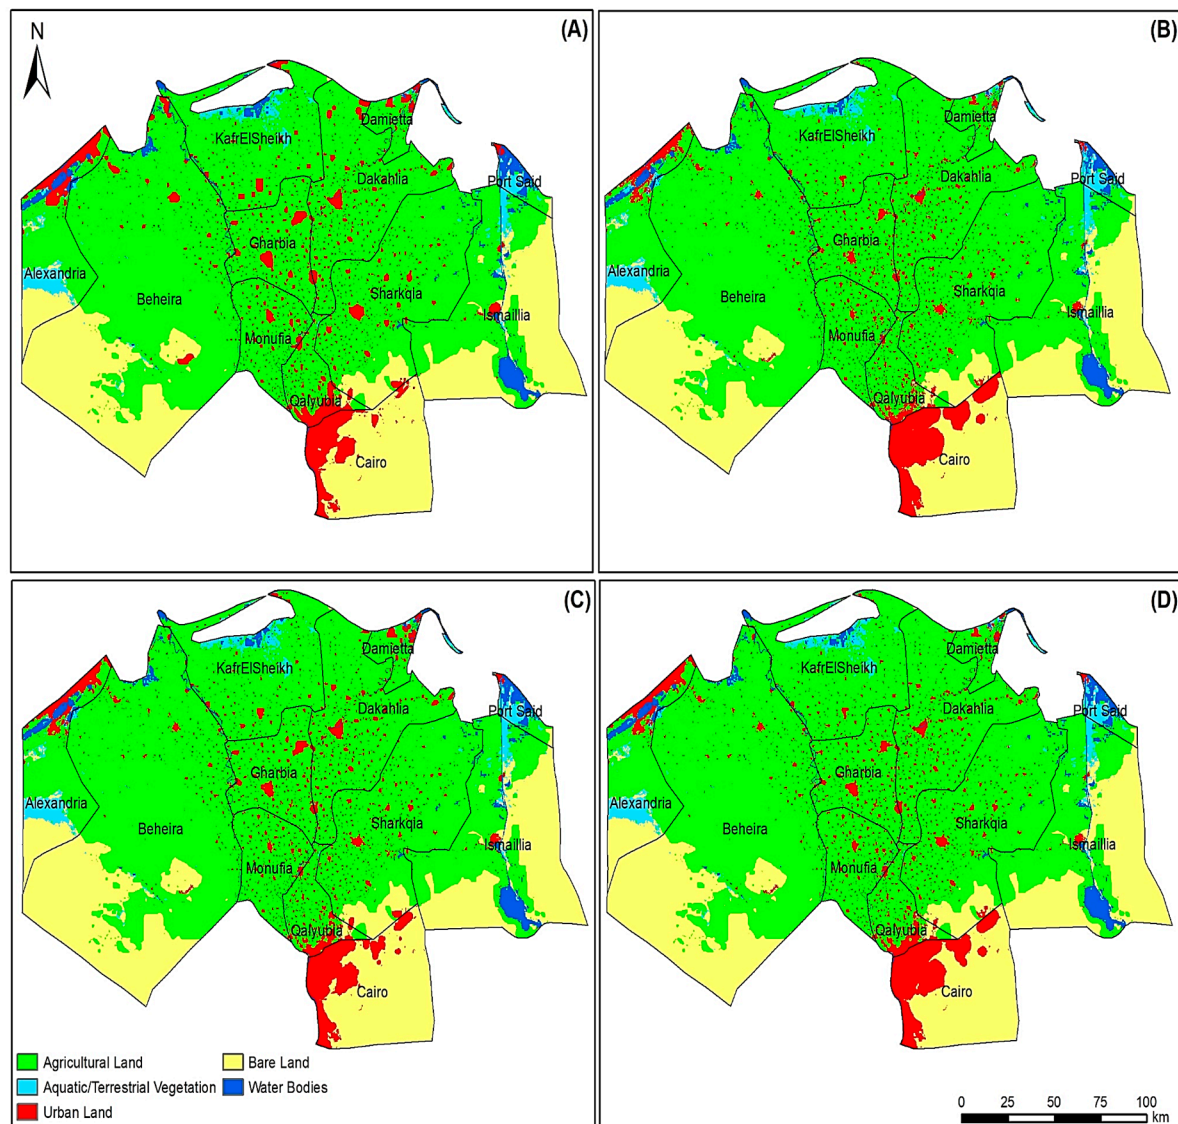 N
(A)
Damietta
KafrElSheikh
Dakahlia
Port Said
Gharbia
Alexandria
Beheira
Sharkqia
Ismaillia
Monufia
Qalyubia
Cairo
(B)
Damietta
KafrElSheikh
Dakahlia
Port Said
Gharbia
Alexandria
Beheira
Sharkqia
Ismaillia
Monufia
Qalyubia
Cairo
(C)
Damietta
KafrElSheikh
Dakahlia
Port Said
Gharbia
Alexandria
Beheira
Sharkqia
Ismaillia
Monufia
Qalyubia
Cairo
Agricultural Land
Bare Land
Aquatic/Terrestrial Vegetation
Water Bodies
Urban Land
(D)
Damietta
KafrElSheikh
Dakahlia
Port Said
Gharbia
Alexandria
Beheira
Sharkqia
Ismaillia
Monufia
Qalyubia
Cairo
0 25 50 75 100
km